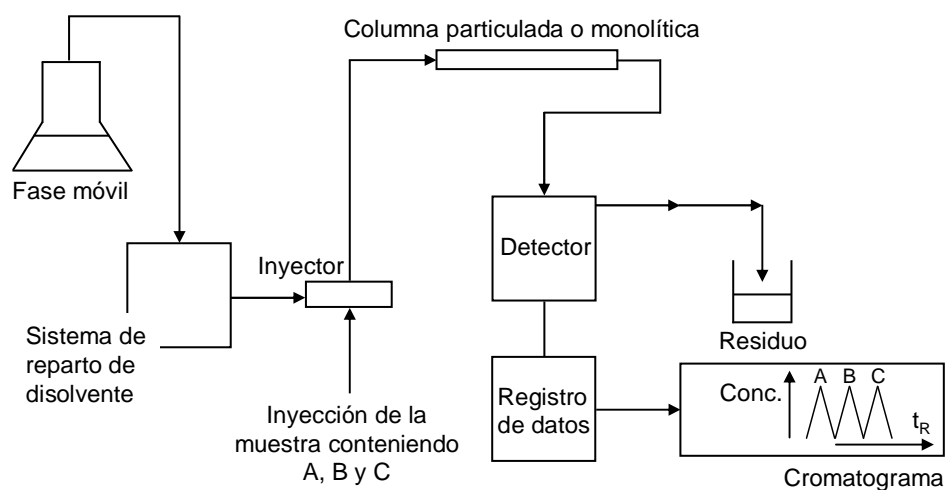 Columna particulada o monolítica
Fase móvil
Inyector
Detector
Sistema de
reparto de
disolvente
Residuo
Inyección de la
muestra conteniendo
A, B y C
Registro
de datos
A B C
Conc.
tR
Cromatograma